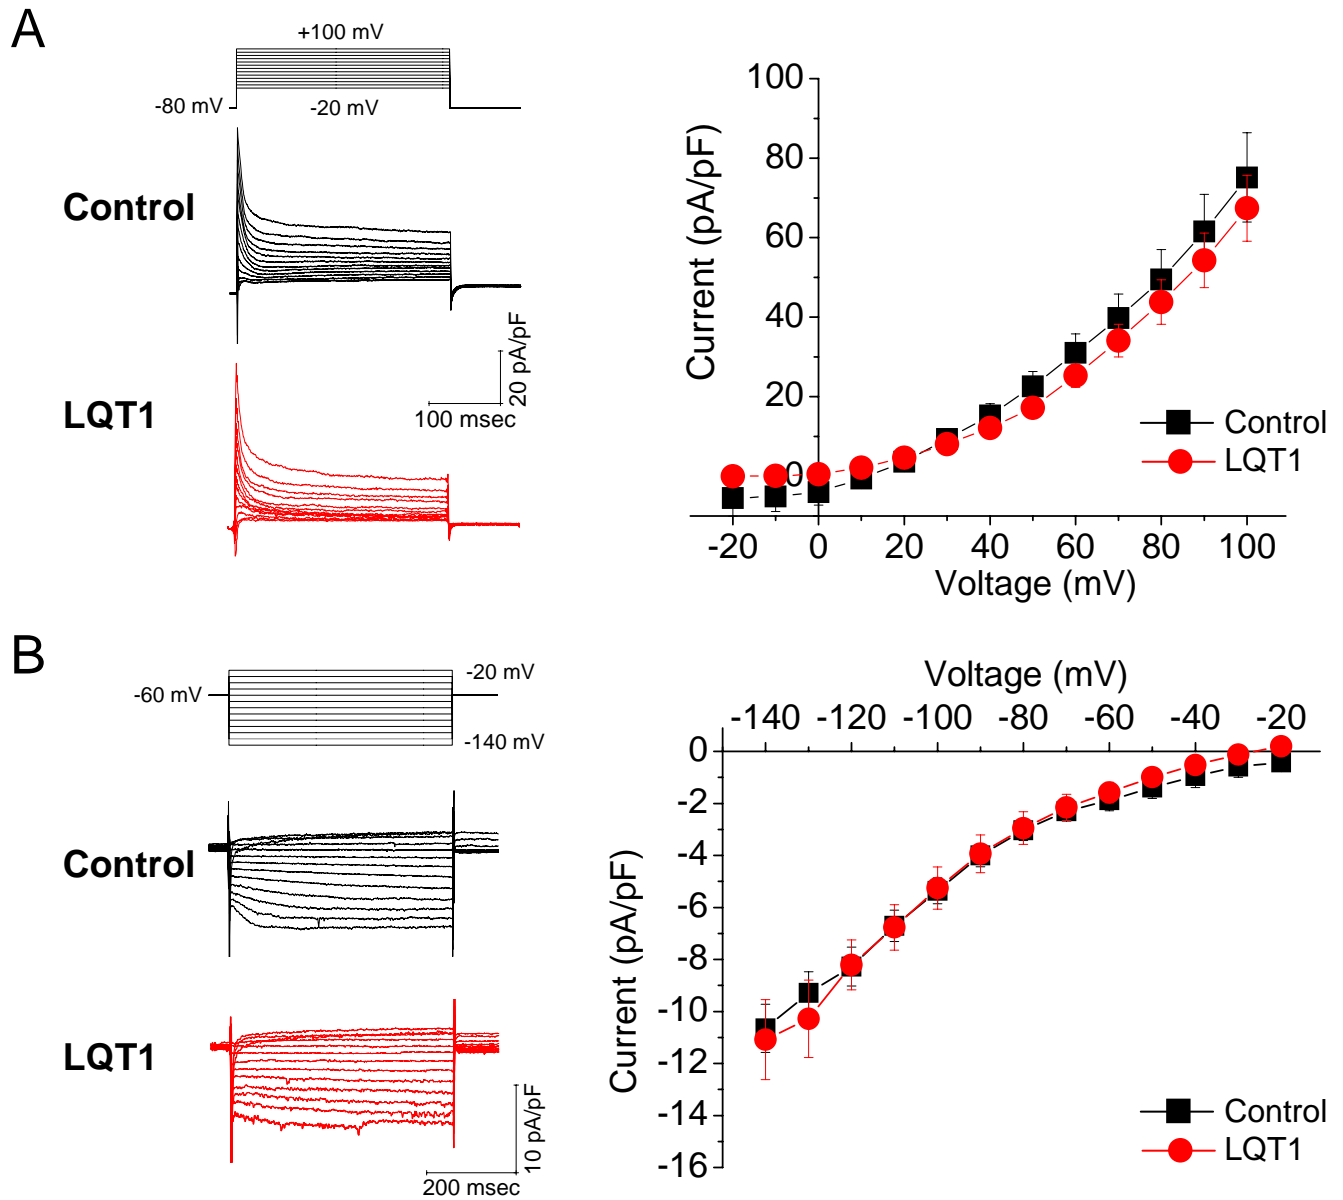 A
+100 mV
-80 mV
-20 mV
Control
20 pA/pF
100 msec
LQT1
100
80
60
40
20
0
Current (pA/pF)
Control
LQT1
-20 0 20 40 60 80 100
Voltage (mV)
B
-20 mV
-60 mV
-140 mV
Control
LQT1
10 pA/pF
200 msec
Voltage (mV)
-140 -120 -100 -80 -60 -40 -20
0
-2
-4
-6
-8
-10
-12
-14
-16
Current (pA/pF)
Control
LQT1